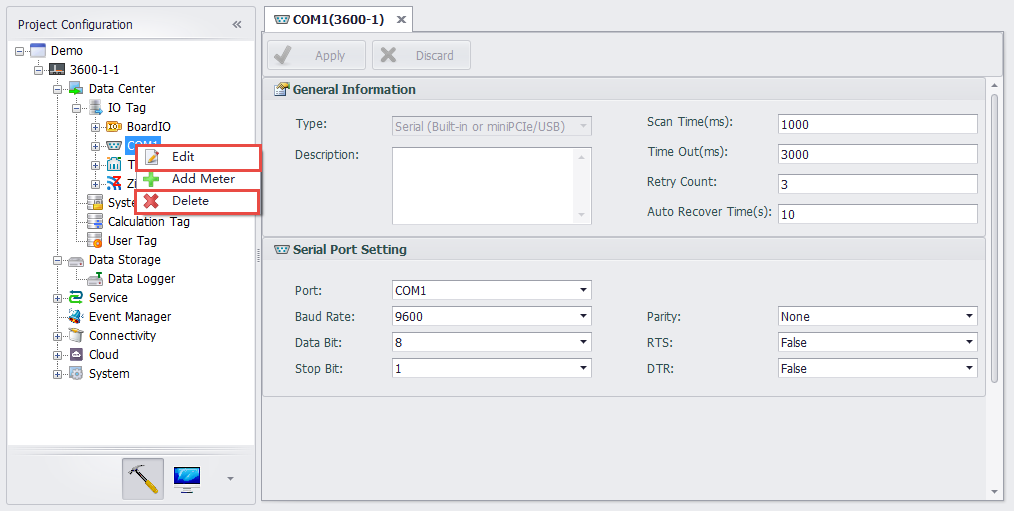 Project Configuration
Demo
3600-1-1
Data Center
IO Tag
BoardIO
COM1
Edit
Add Meter
Delete
Calculation Tag
User Tag
Data Storage
Data Logger
Service
Event Manager
Connectivity
Cloud
System
COM1(3600-1)
Apply
Discard
General Information
Type:
Serial (Built-in or miniPCIe/USB)
Description:
Scan Time(ms):
1000
Time Out(ms):
3000
Retry Count:
3
Auto Recover Time(s):
10
Serial Port Setting
Port:
COM1
Baud Rate:
9600
Parity:
None
Data Bit:
8
RTS:
False
Stop Bit:
1
DTR:
False